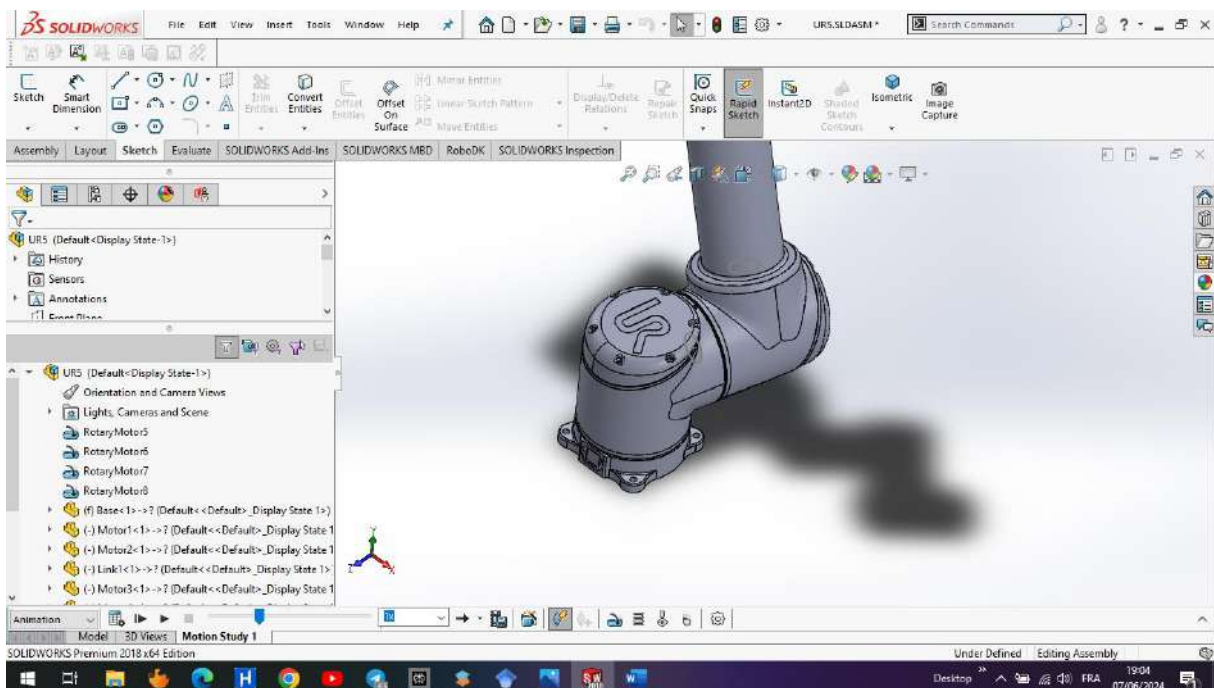 SOLIDWORKS File Edit View Insert Tools Window Help UR5.SLDASM * Search Commands ?
Sketch Smart Dimension Trim Entities Convert Entities Offset Entities Offset On Surface Mirror Entities Linear Sketch Pattern Move Entities Display/Delete Relations Repair Sketch Quick Snaps Rapid Sketch Instant2D Shaded Sketch Contours Isometric Image Capture
Assembly Layout Sketch Evaluate SOLIDWORKS Add-Ins SOLIDWORKS MBD RoboDK SOLIDWORKS Inspection
UR5 (Default<Display State-1>)
History
Sensors
Annotations
Front Plane
UR5 (Default<Display State-1>)
Orientation and Camera Views
Lights, Cameras and Scene
RotaryMotor5
RotaryMotor6
RotaryMotor7
RotaryMotor8
(f) Base<1>->? (Default<<Default>_Display State 1>)
(-) Motor1<1>->? (Default<<Default>_Display State 1
(-) Motor2<1>->? (Default<<Default>_Display State 1
(-) Link1<1>->? (Default<<Default>_Display State 1>
(-) Motor3<1>->? (Default<<Default>_Display State 1
UR
Y
Z
X
Animation
Model 3D Views Motion Study 1
SOLIDWORKS Premium 2018 x64 Edition Under Defined Editing Assembly
Desktop FRA 19:04
07/06/2024